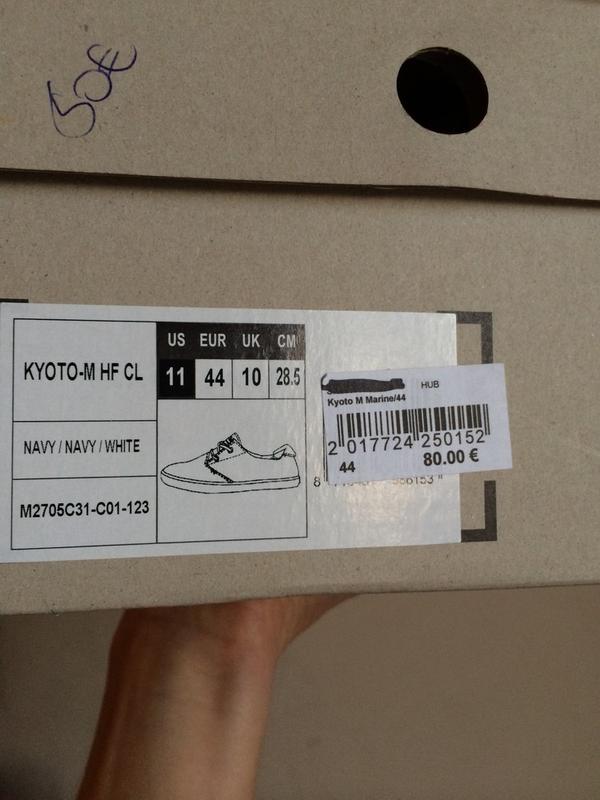 50€
US EUR UK CM
11 44 10 28.5
KYOTO-M HF CL
NAVY / NAVY / WHITE
M2705C31-C01-123
HUB
Kyoto M Marine/44
2 017724 250152
44 80.00 €
8